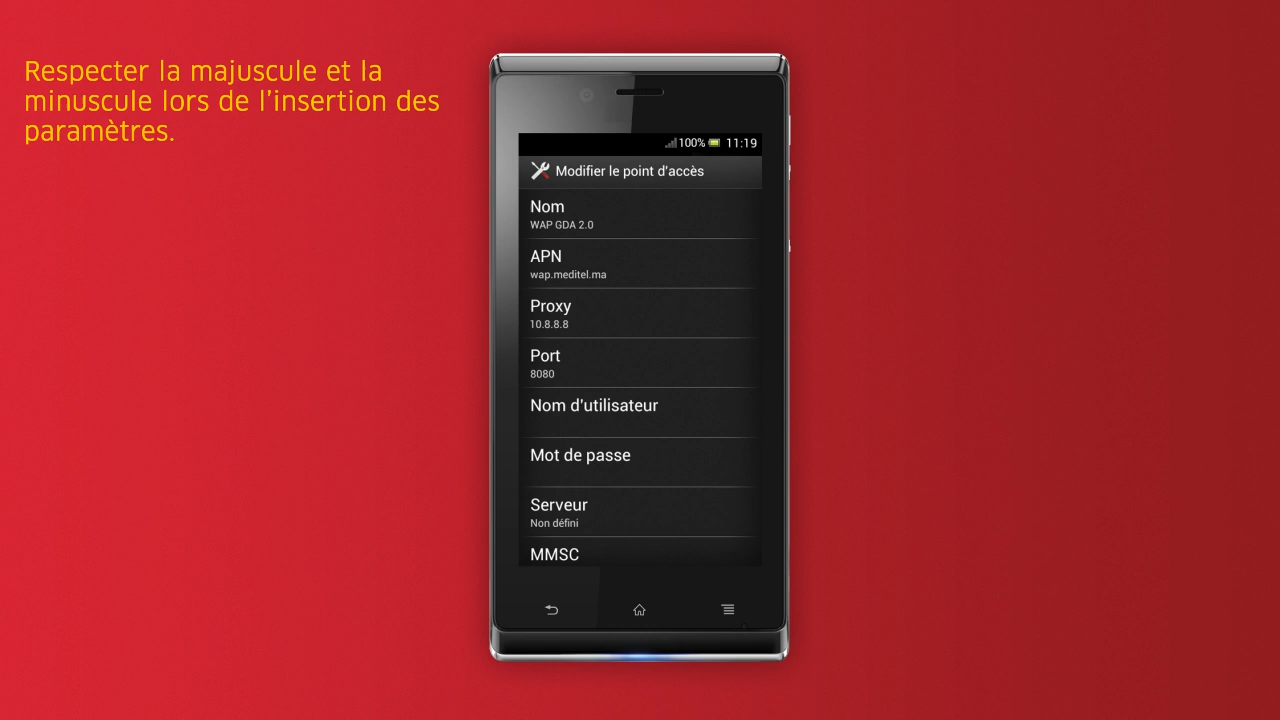 Respecter la majuscule et la
minuscule lors de l'insertion des
paramètres.
100% 11:19
Modifier le point d'accès
Nom
WAP GDA 2.0
APN
wap.meditel.ma
Proxy
10.8.8.8
Port
8080
Nom d'utilisateur
Mot de passe
Serveur
Non défini
MMSC